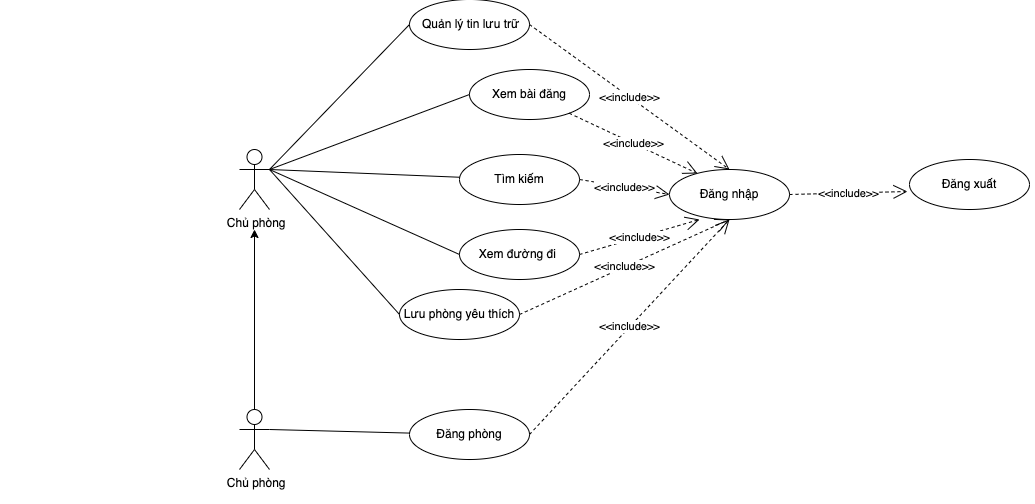 Quản lý tin lưu trữ
<<include>>
Xem bài đăng
<<include>>
Tìm kiếm
<<include>>
Đăng nhập
<<include>>
Đăng xuất
Chủ phòng
Xem đường đi
<<include>>
<<include>>
Lưu phòng yêu thích
<<include>>
Đăng phòng
Chủ phòng